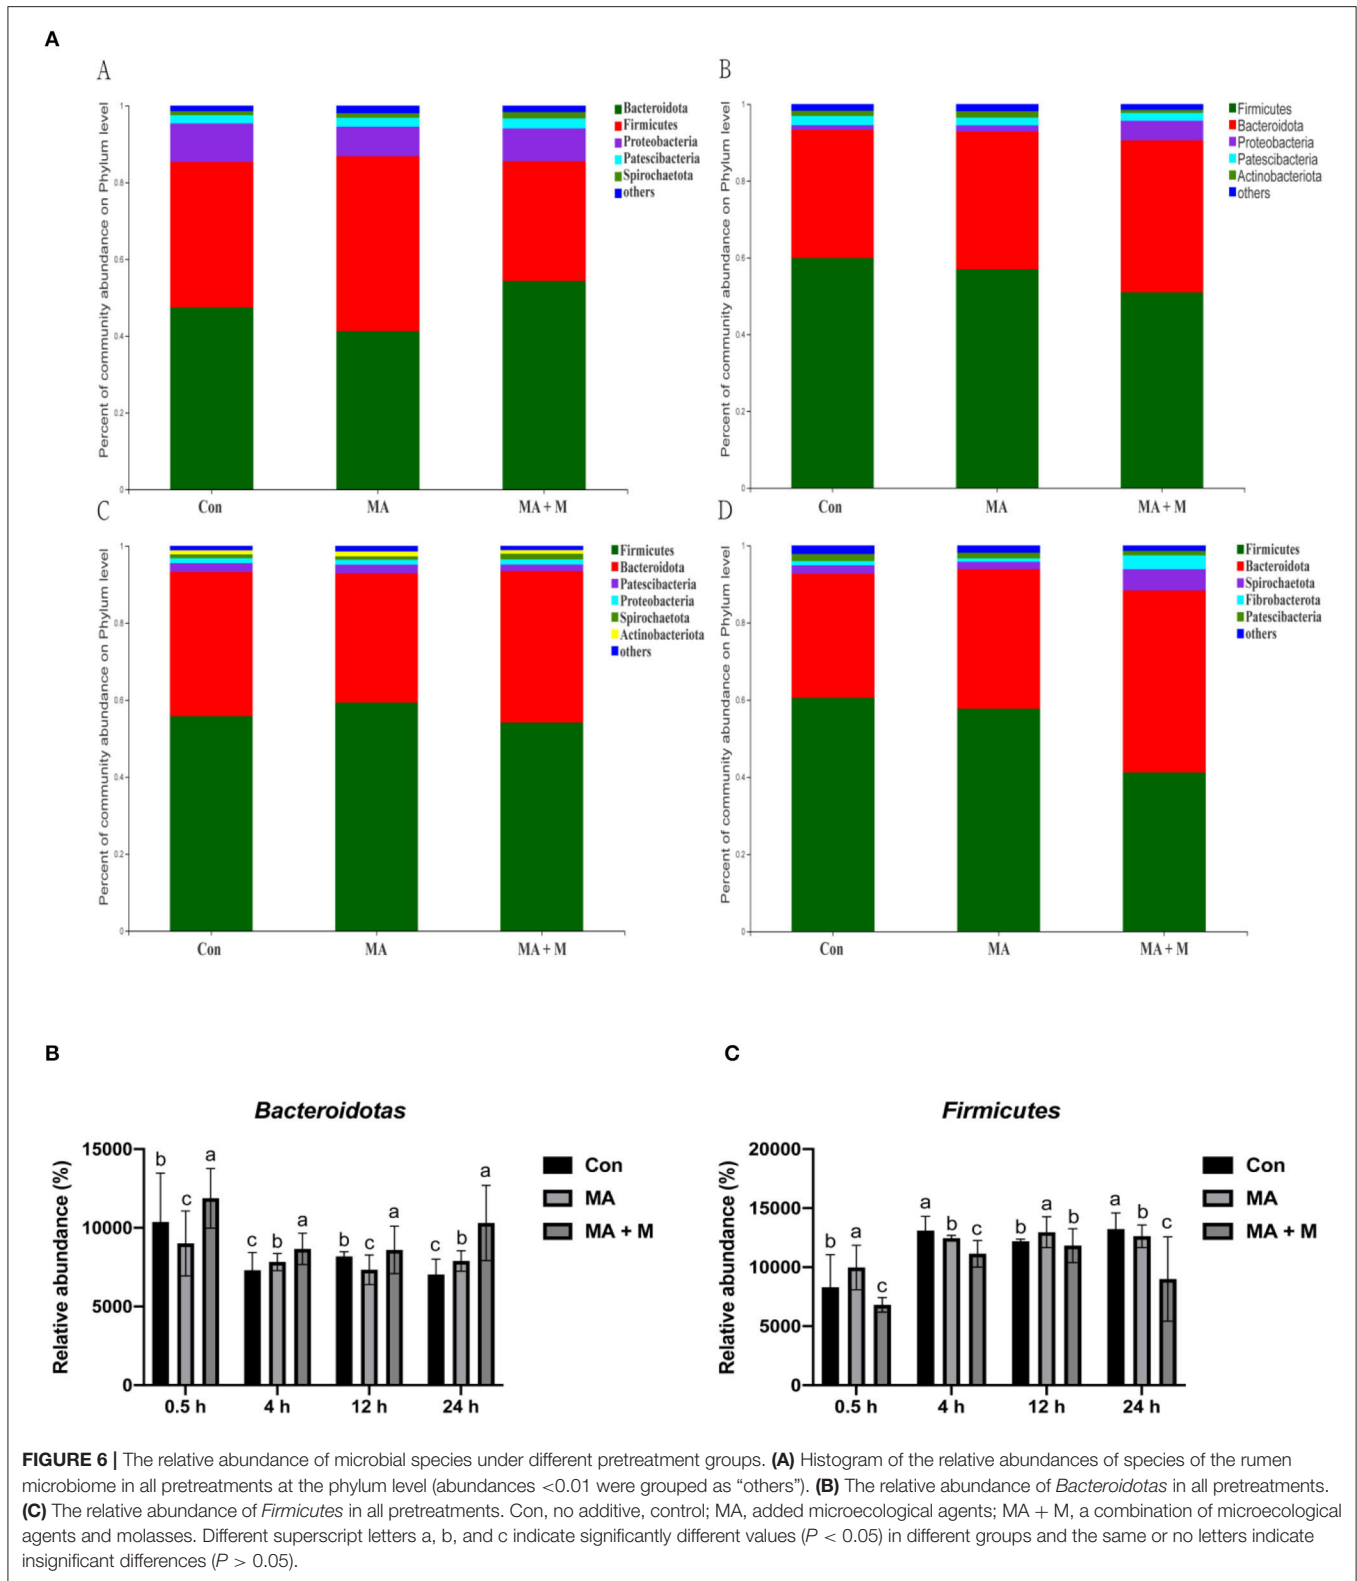 A
A
Percent of community abundance on Phylum level
1
0.8
0.6
0.4
0.2
0
Con
MA
MA + M
Bacteroidota
Firmicutes
Proteobacteria
Patescibacteria
Spirochaetota
others
B
Percent of community abundance on Phylum level
1
0.8
0.6
0.4
0.2
0
Con
MA
MA + M
Firmicutes
Bacteroidota
Proteobacteria
Patescibacteria
Actinobacteriota
others
C
Percent of community abundance on Phylum level
1
0.8
0.6
0.4
0.2
0
Con
MA
MA + M
Firmicutes
Bacteroidota
Patescibacteria
Proteobacteria
Spirochaetota
Actinobacteriota
others
D
Percent of community abundance on Phylum level
1
0.8
0.6
0.4
0.2
0
Con
MA
MA + M
Firmicutes
Bacteroidota
Spirochaetota
Fibrobacterota
Patescibacteria
others
B
Bacteroidotas
Relative abundance (%)
15000
10000
5000
0
b c a
c b a
b c a
c b a
0.5 h
4 h
12 h
24 h
Con
MA
MA + M
C
Firmicutes
Relative abundance (%)
20000
15000
10000
5000
0
b a c
a b c
b a b
a b c
0.5 h
4 h
12 h
24 h
Con
MA
MA + M
FIGURE 6 | The relative abundance of microbial species under different pretreatment groups. (A) Histogram of the relative abundances of species of the rumen
microbiome in all pretreatments at the phylum level (abundances <0.01 were grouped as “others”). (B) The relative abundance of Bacteroidotas in all pretreatments.
(C) The relative abundance of Firmicutes in all pretreatments. Con, no additive, control; MA, added microecological agents; MA + M, a combination of microecological
agents and molasses. Different superscript letters a, b, and c indicate significantly different values (P < 0.05) in different groups and the same or no letters indicate
insignificant differences (P > 0.05).